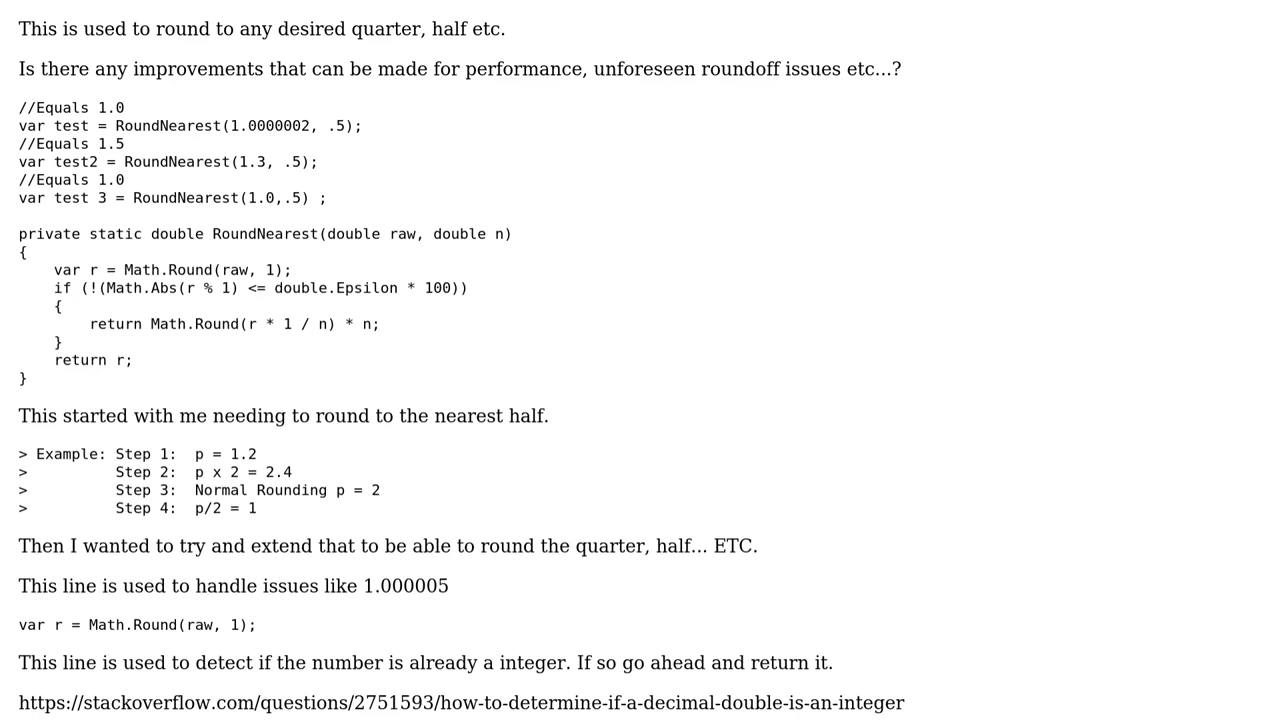 This is used to round to any desired quarter, half etc.
Is there any improvements that can be made for performance, unforeseen roundoff issues etc...?
//Equals 1.0
var test = RoundNearest(1.0000002, .5);
//Equals 1.5
var test2 = RoundNearest(1.3, .5);
//Equals 1.0
var test 3 = RoundNearest(1.0,.5) ;
private static double RoundNearest(double raw, double n)
{
    var r = Math.Round(raw, 1);
    if (!(Math.Abs(r % 1) <= double.Epsilon * 100))
    {
        return Math.Round(r * 1 / n) * n;
    }
    return r;
}
This started with me needing to round to the nearest half.
> Example: Step 1:  p = 1.2
>          Step 2:  p x 2 = 2.4
>          Step 3:  Normal Rounding p = 2
>          Step 4:  p/2 = 1
Then I wanted to try and extend that to be able to round the quarter, half... ETC.
This line is used to handle issues like 1.000005
var r = Math.Round(raw, 1);
This line is used to detect if the number is already a integer. If so go ahead and return it.
https://stackoverflow.com/questions/2751593/how-to-determine-if-a-decimal-double-is-an-integer